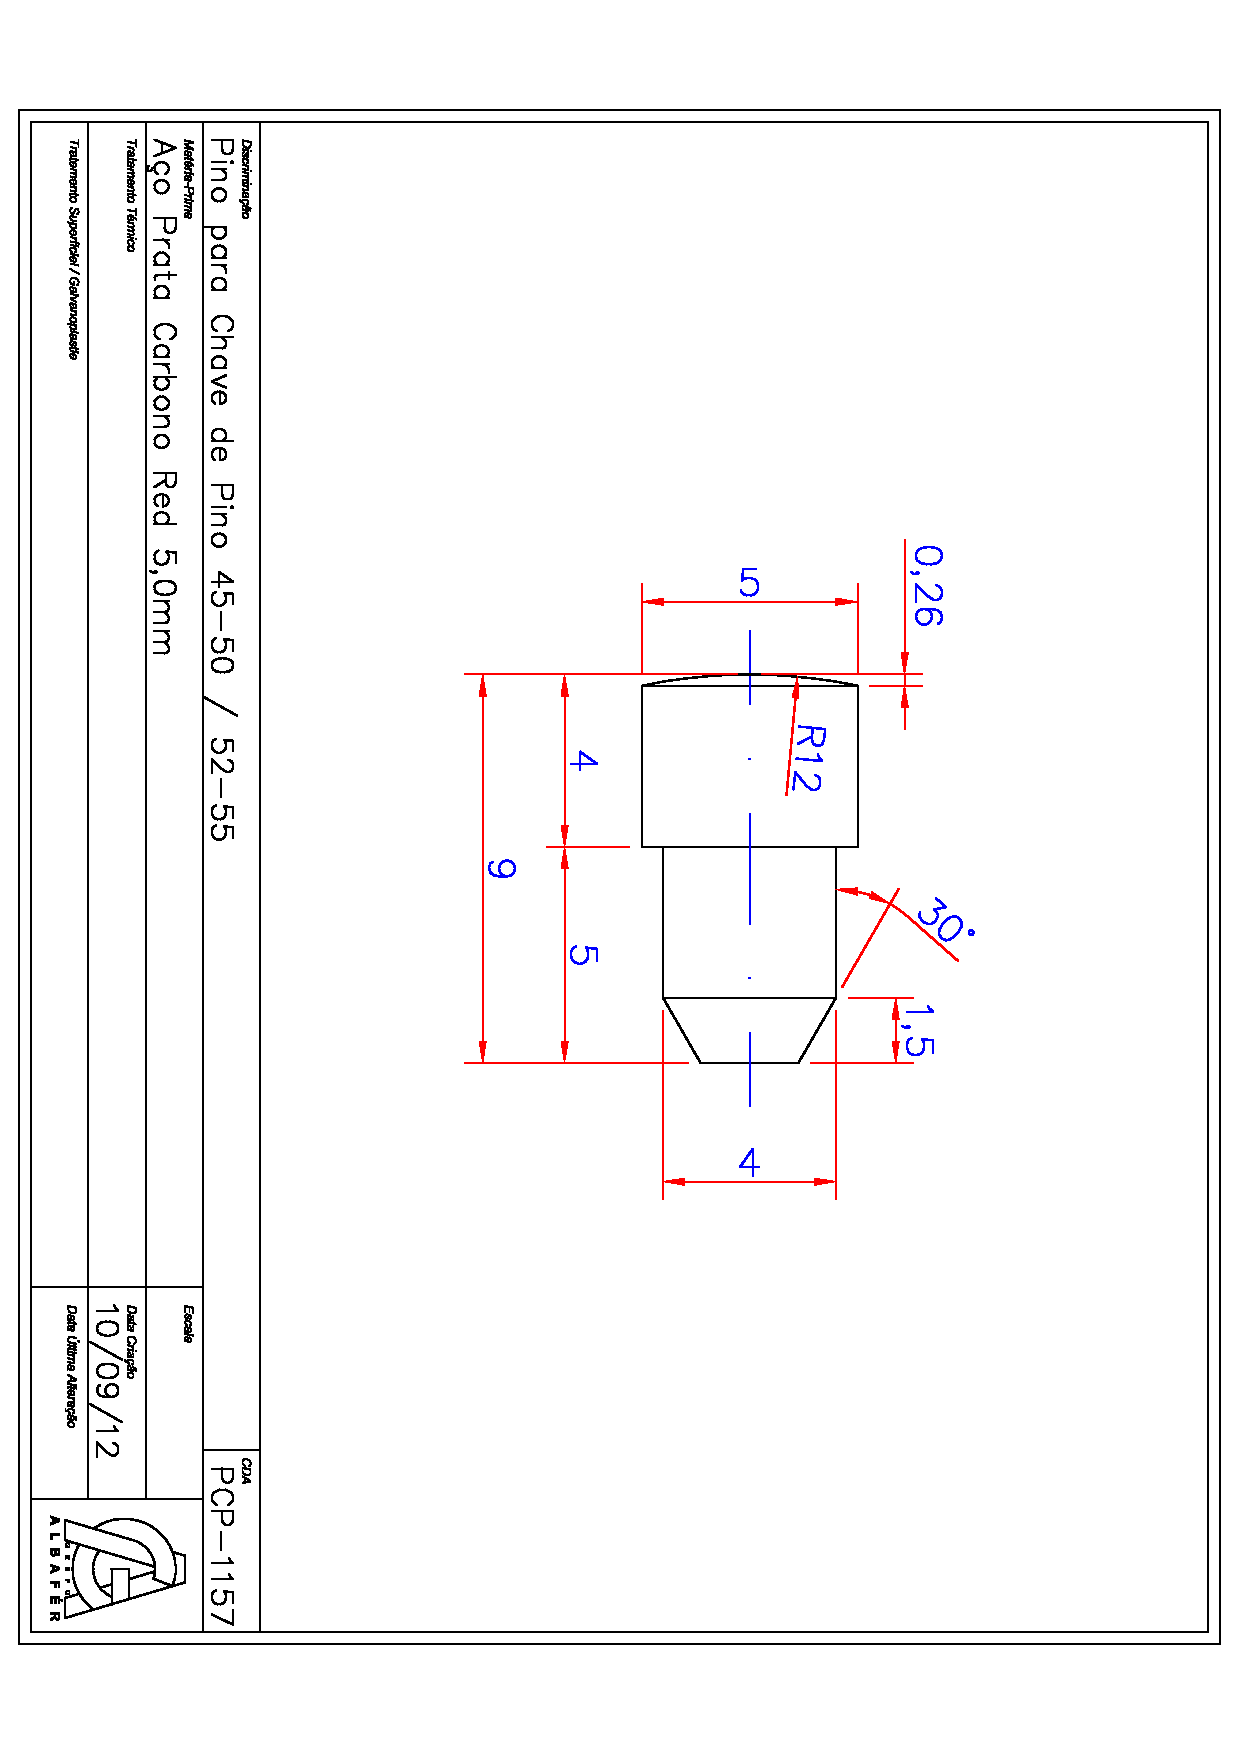 0,26
5
R12
4
9
5
30°
1,5
4
Discriminação
Pino para Chave de Pino 45-50 / 52-55
CDA
PCP-1157
Matéria-Prima
Aço Prata Carbono Red 5,0mm
Escala
Tratamento Térmico
Data Criação
10/09/12
Tratamento Superficial / Galvanoplastia
Data Última Alteração
GRUPO
ALBAFÉR